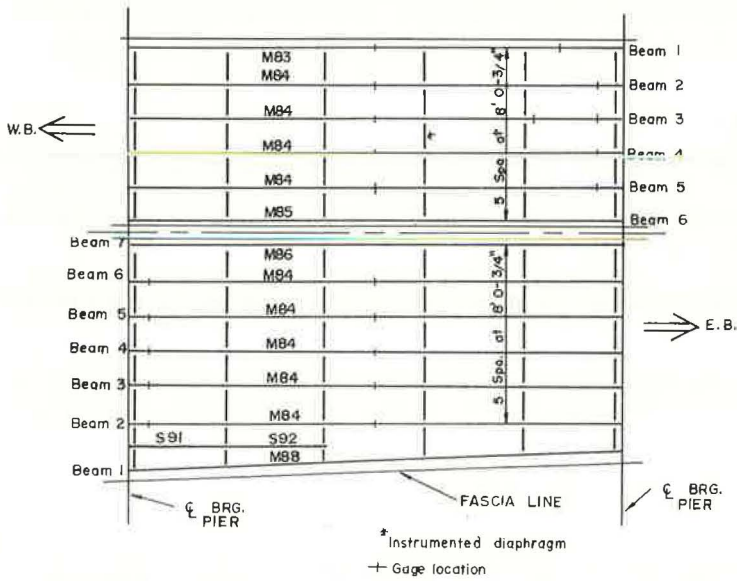 M83
Beam 1
M84
Beam 2
M84
Beam 3
W.B.
*
M84
Beam 4
M84
Beam 5
M85
Beam 6
5 Spa. at 8' 0-3/4"
Beam 7
M86
Beam 6
M84
Beam 5
M84
E.B.
Beam 4
M84
Beam 3
M84
Beam 2
M84
5 Spa. at 8' 0-3/4"
S91
S92
M88
Beam 1
℄ BRG.
PIER
FASCIA LINE
℄ BRG.
PIER
*Instrumented diaphragm
Gage location